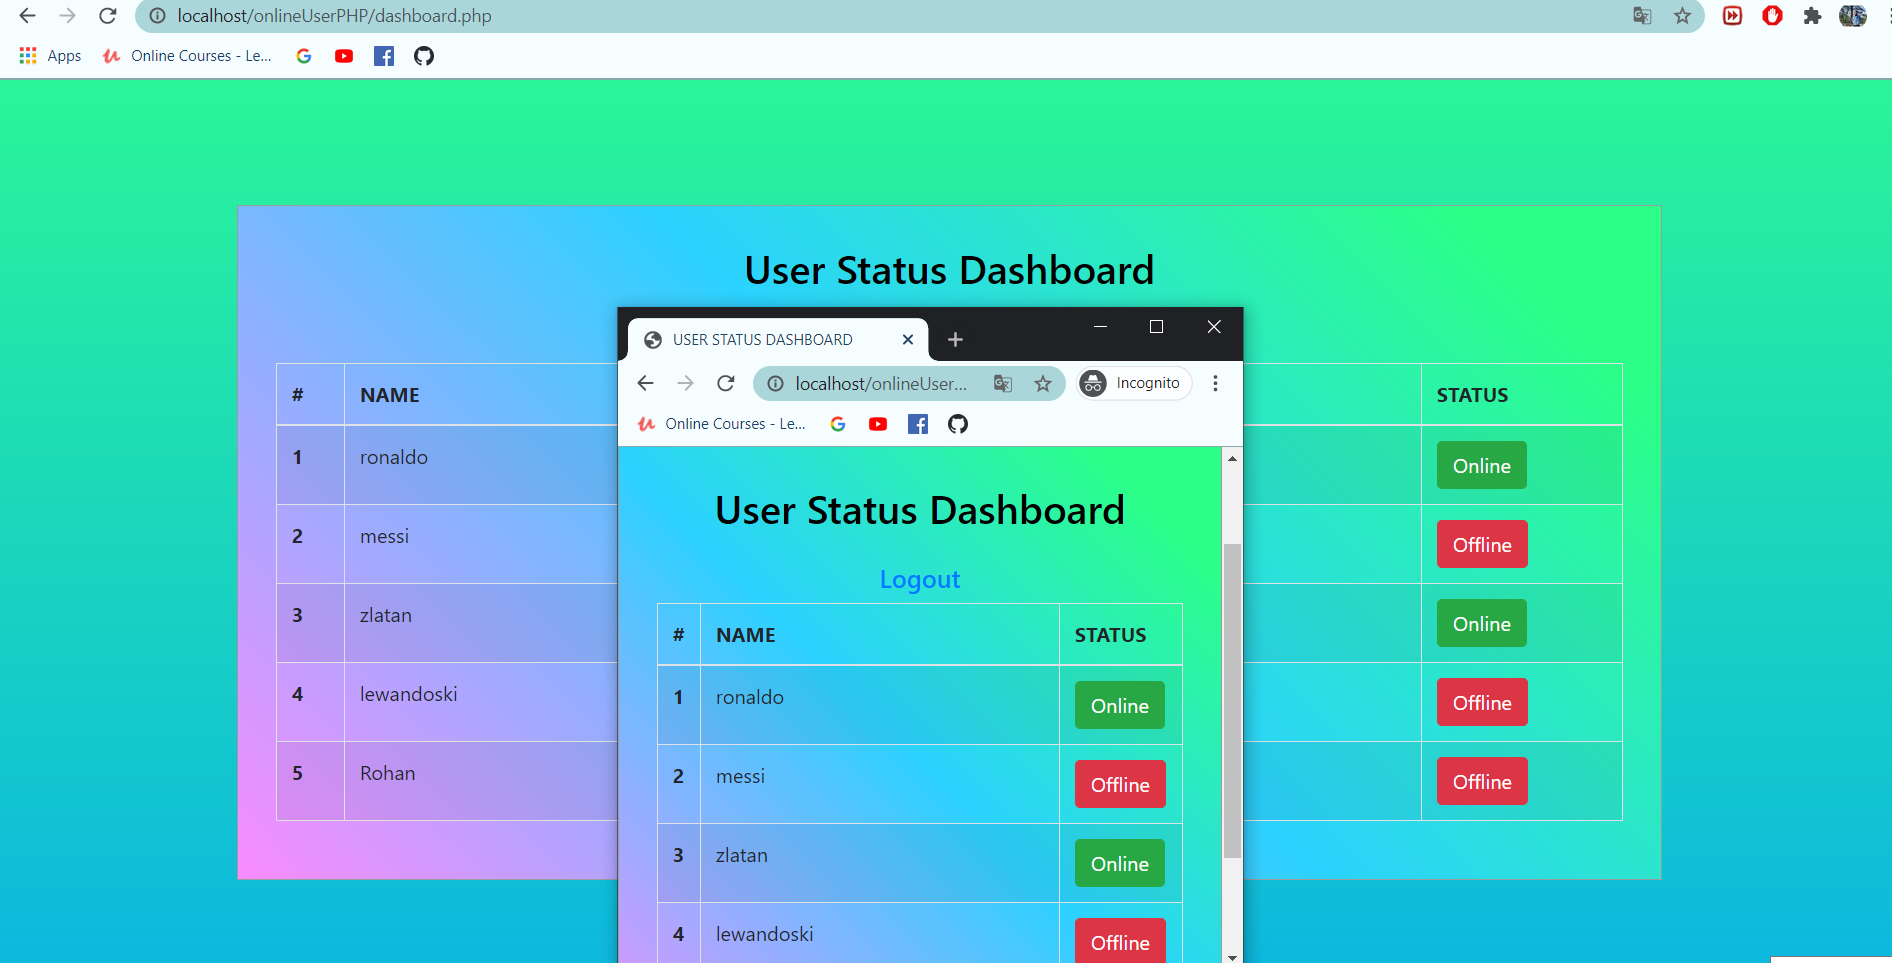 localhost/onlineUserPHP/dashboard.php
Apps
Online Courses - Le...
User Status Dashboard
# NAME STATUS
1 ronaldo Online
2 messi Offline
3 zlatan Online
4 lewandoski Offline
5 Rohan Offline
USER STATUS DASHBOARD
localhost/onlineUser...
Incognito
Online Courses - Le...
User Status Dashboard
Logout
# NAME STATUS
1 ronaldo Online
2 messi Offline
3 zlatan Online
4 lewandoski Offline